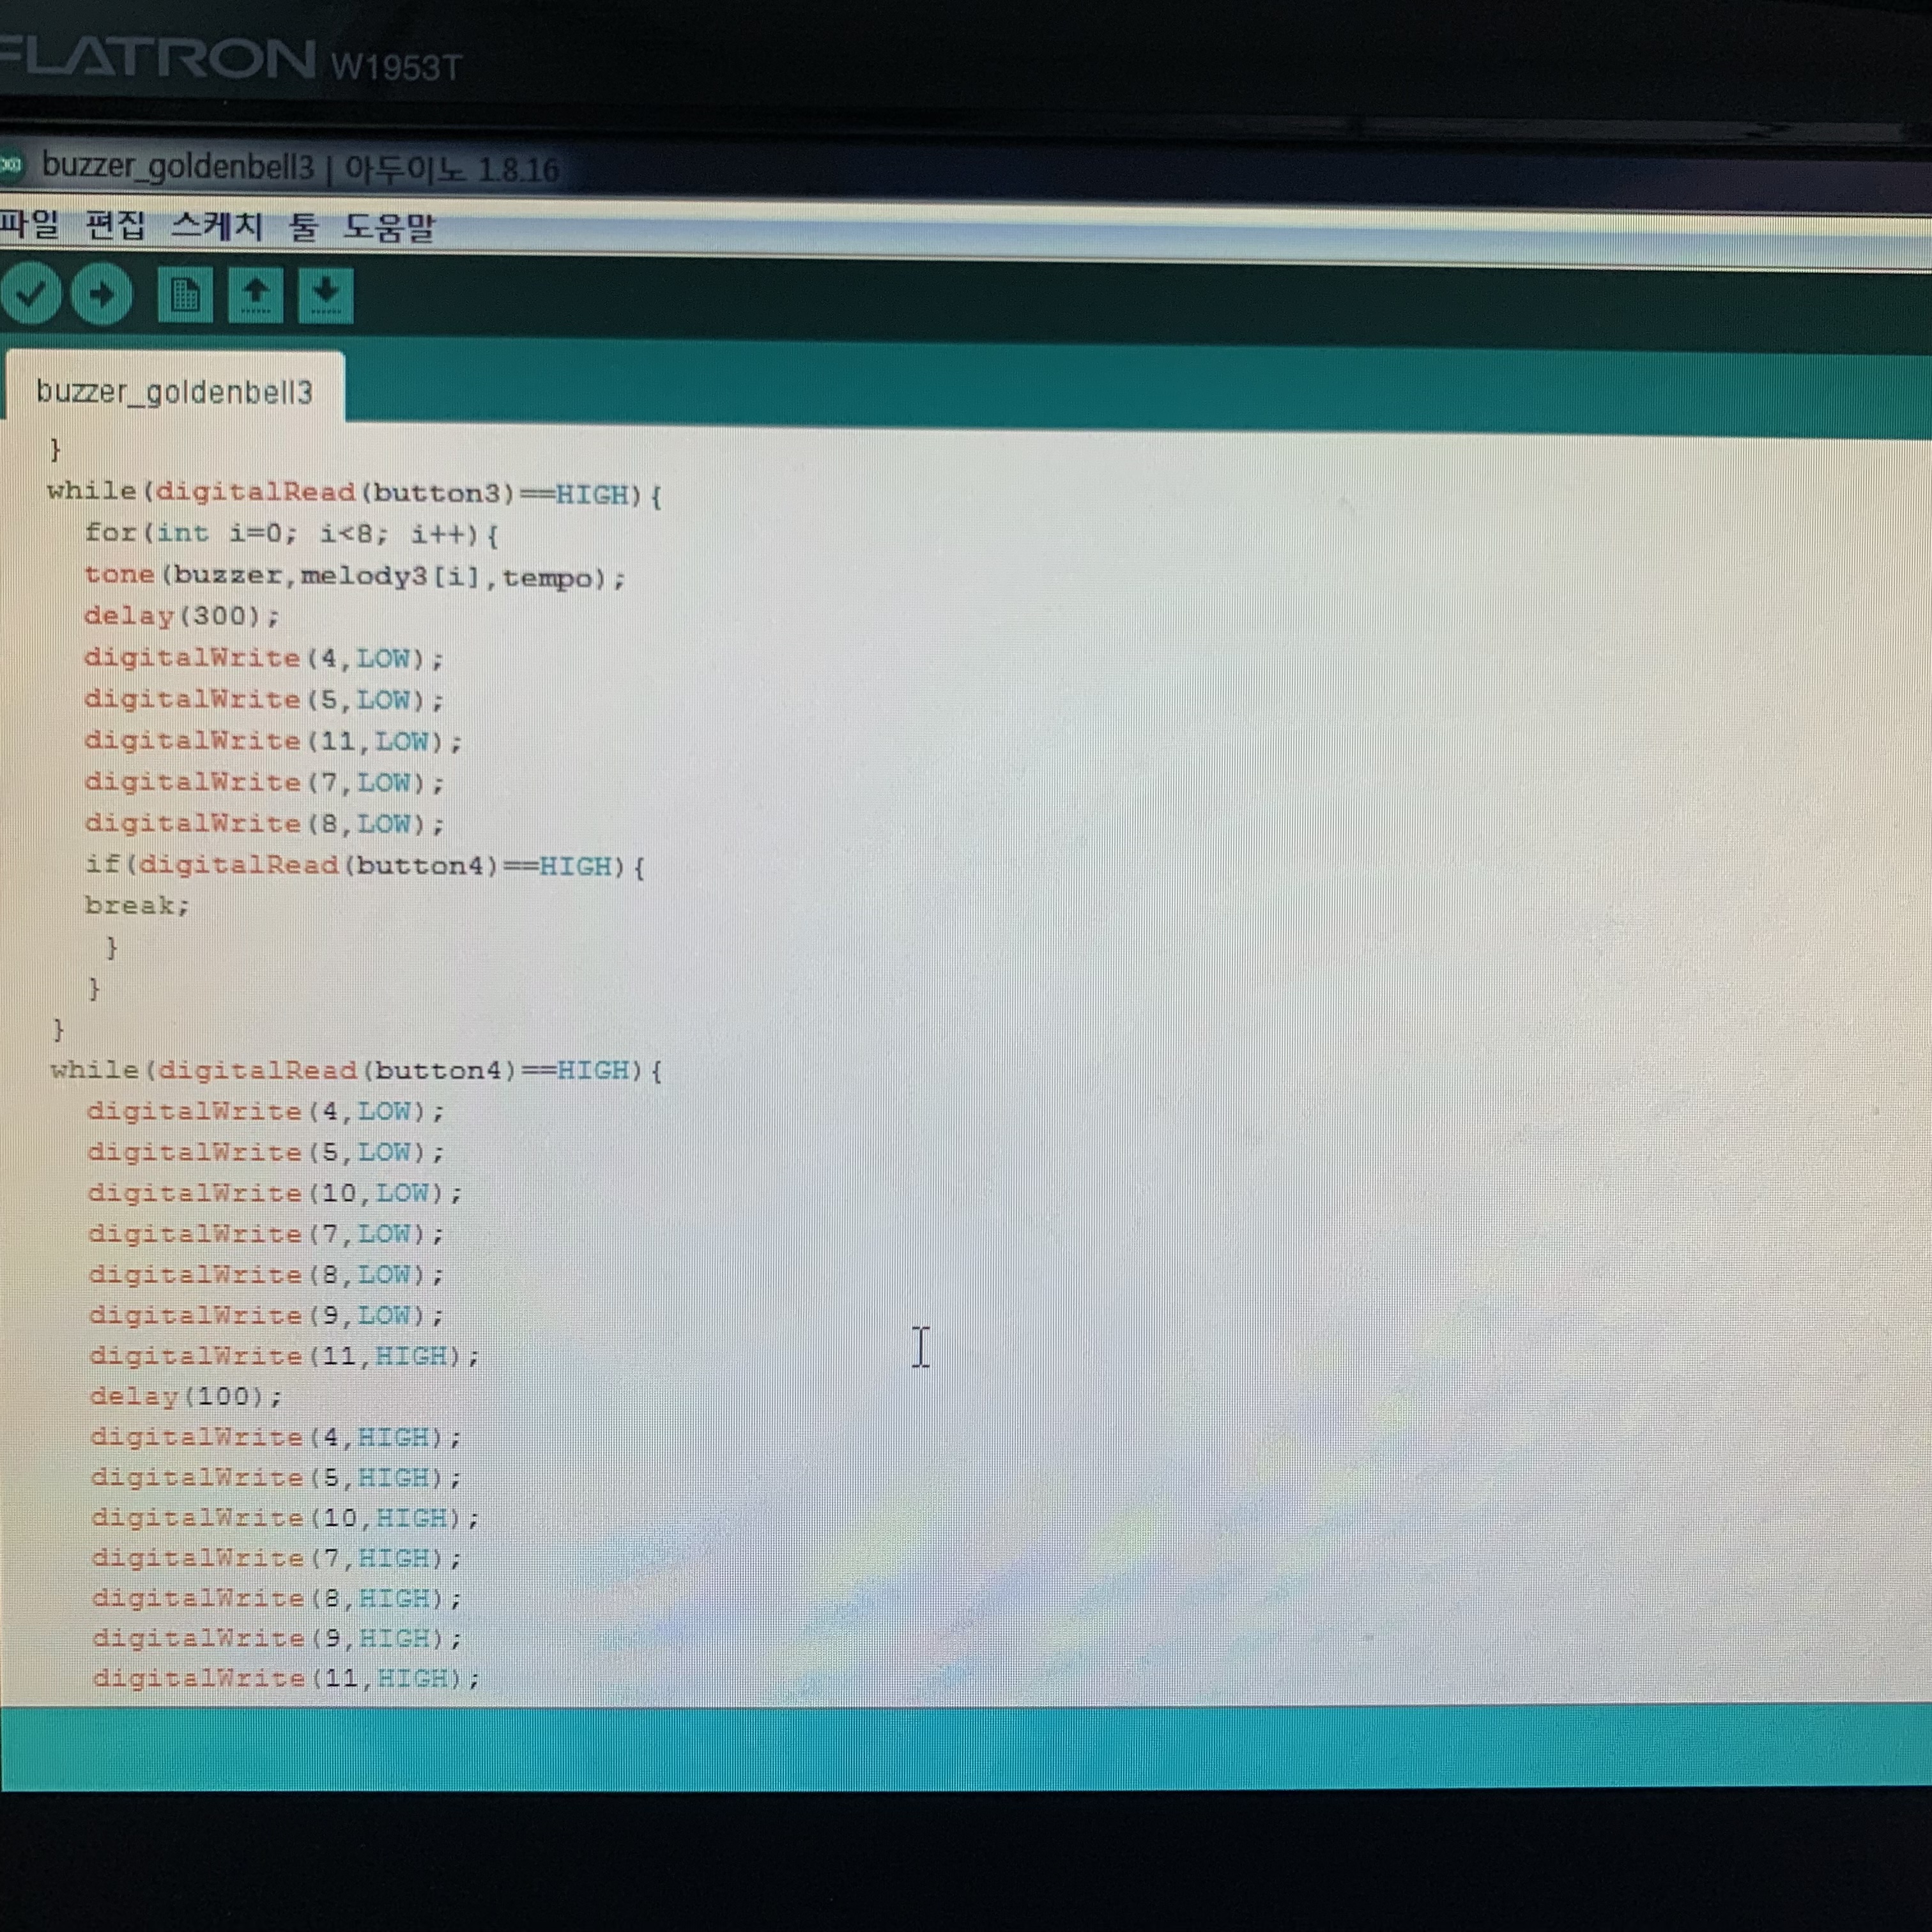 FLATRON W1953T
buzzer_goldenbell3 | 아두이노 1.8.16
파일 편집 스케치 툴 도움말
buzzer_goldenbell3
}
while(digitalRead(button3)==HIGH){
for(int i=0; i<8; i++){
tone(buzzer,melody3[i],tempo);
delay(300);
digitalWrite(4,LOW);
digitalWrite(5,LOW);
digitalWrite(11,LOW);
digitalWrite(7,LOW);
digitalWrite(8,LOW);
if(digitalRead(button4)==HIGH){
break;
}
}
}
while(digitalRead(button4)==HIGH){
digitalWrite(4,LOW);
digitalWrite(5,LOW);
digitalWrite(10,LOW);
digitalWrite(7,LOW);
digitalWrite(8,LOW);
digitalWrite(9,LOW);
digitalWrite(11,HIGH);
delay(100);
digitalWrite(4,HIGH);
digitalWrite(5,HIGH);
digitalWrite(10,HIGH);
digitalWrite(7,HIGH);
digitalWrite(8,HIGH);
digitalWrite(9,HIGH);
digitalWrite(11,HIGH);